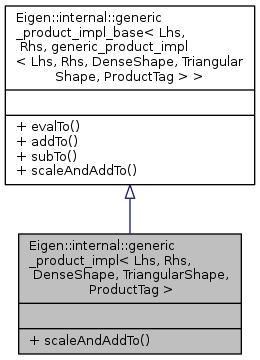 Eigen::internal::generic
_product_impl_base< Lhs,
Rhs, generic_product_impl
< Lhs, Rhs, DenseShape, Triangular
Shape, ProductTag > >
+ evalTo()
+ addTo()
+ subTo()
+ scaleAndAddTo()
Eigen::internal::generic
_product_impl< Lhs, Rhs,
DenseShape, TriangularShape,
ProductTag >
+ scaleAndAddTo()